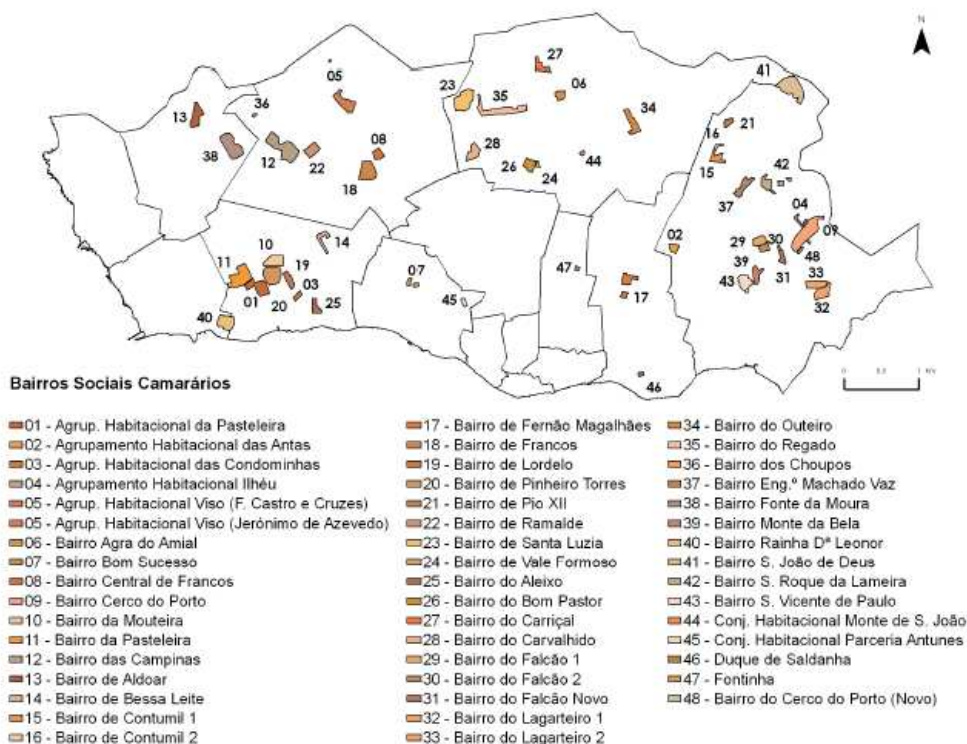 N
27
41
05
06
23
35
36
34
13
21
16
28
08
44
38
12
22
26
24
15
42
18
37
04
14
02
09
10
29
30
48
11
19
07
47
39
31
33
03
43
01
45
17
32
20
25
40
46
0
0.5
1
Bairros Sociais Camarários
01 - Agrup. Habitacional da Pasteleira
02 - Agrupamento Habitacional das Antas
03 - Agrup. Habitacional das Condominhas
04 - Agrupamento Habitacional Ilhéu
05 - Agrup. Habitacional Viso (F. Castro e Cruzes)
05 - Agrup. Habitacional Viso (Jerónimo de Azevedo)
06 - Bairro Agra do Amial
07 - Bairro Bom Sucesso
08 - Bairro Central de Francos
09 - Bairro Cerco do Porto
10 - Bairro da Mouteira
11 - Bairro da Pasteleira
12 - Bairro das Campinas
13 - Bairro de Aldoar
14 - Bairro de Bessa Leite
15 - Bairro de Contumil 1
16 - Bairro de Contumil 2
17 - Bairro de Fernão Magalhães
18 - Bairro de Francos
19 - Bairro de Lordelo
20 - Bairro de Pinheiro Torres
21 - Bairro de Pio XII
22 - Bairro de Ramalde
23 - Bairro de Santa Luzia
24 - Bairro de Vale Formoso
25 - Bairro do Aleixo
26 - Bairro do Bom Pastor
27 - Bairro do Carriçal
28 - Bairro do Carvalhido
29 - Bairro do Falcão 1
30 - Bairro do Falcão 2
31 - Bairro do Falcão Novo
32 - Bairro do Lagarteiro 1
33 - Bairro do Lagarteiro 2
34 - Bairro do Outeiro
35 - Bairro do Regado
36 - Bairro dos Choupos
37 - Bairro Eng.º Machado Vaz
38 - Bairro Fonte da Moura
39 - Bairro Monte da Bela
40 - Bairro Rainha Dª Leonor
41 - Bairro S. João de Deus
42 - Bairro S. Roque da Lameira
43 - Bairro S. Vicente de Paulo
44 - Conj. Habitacional Monte de S. João
45 - Conj. Habitacional Parceria Antunes
46 - Duque de Saldanha
47 - Fontinha
48 - Bairro do Cerco do Porto (Novo)